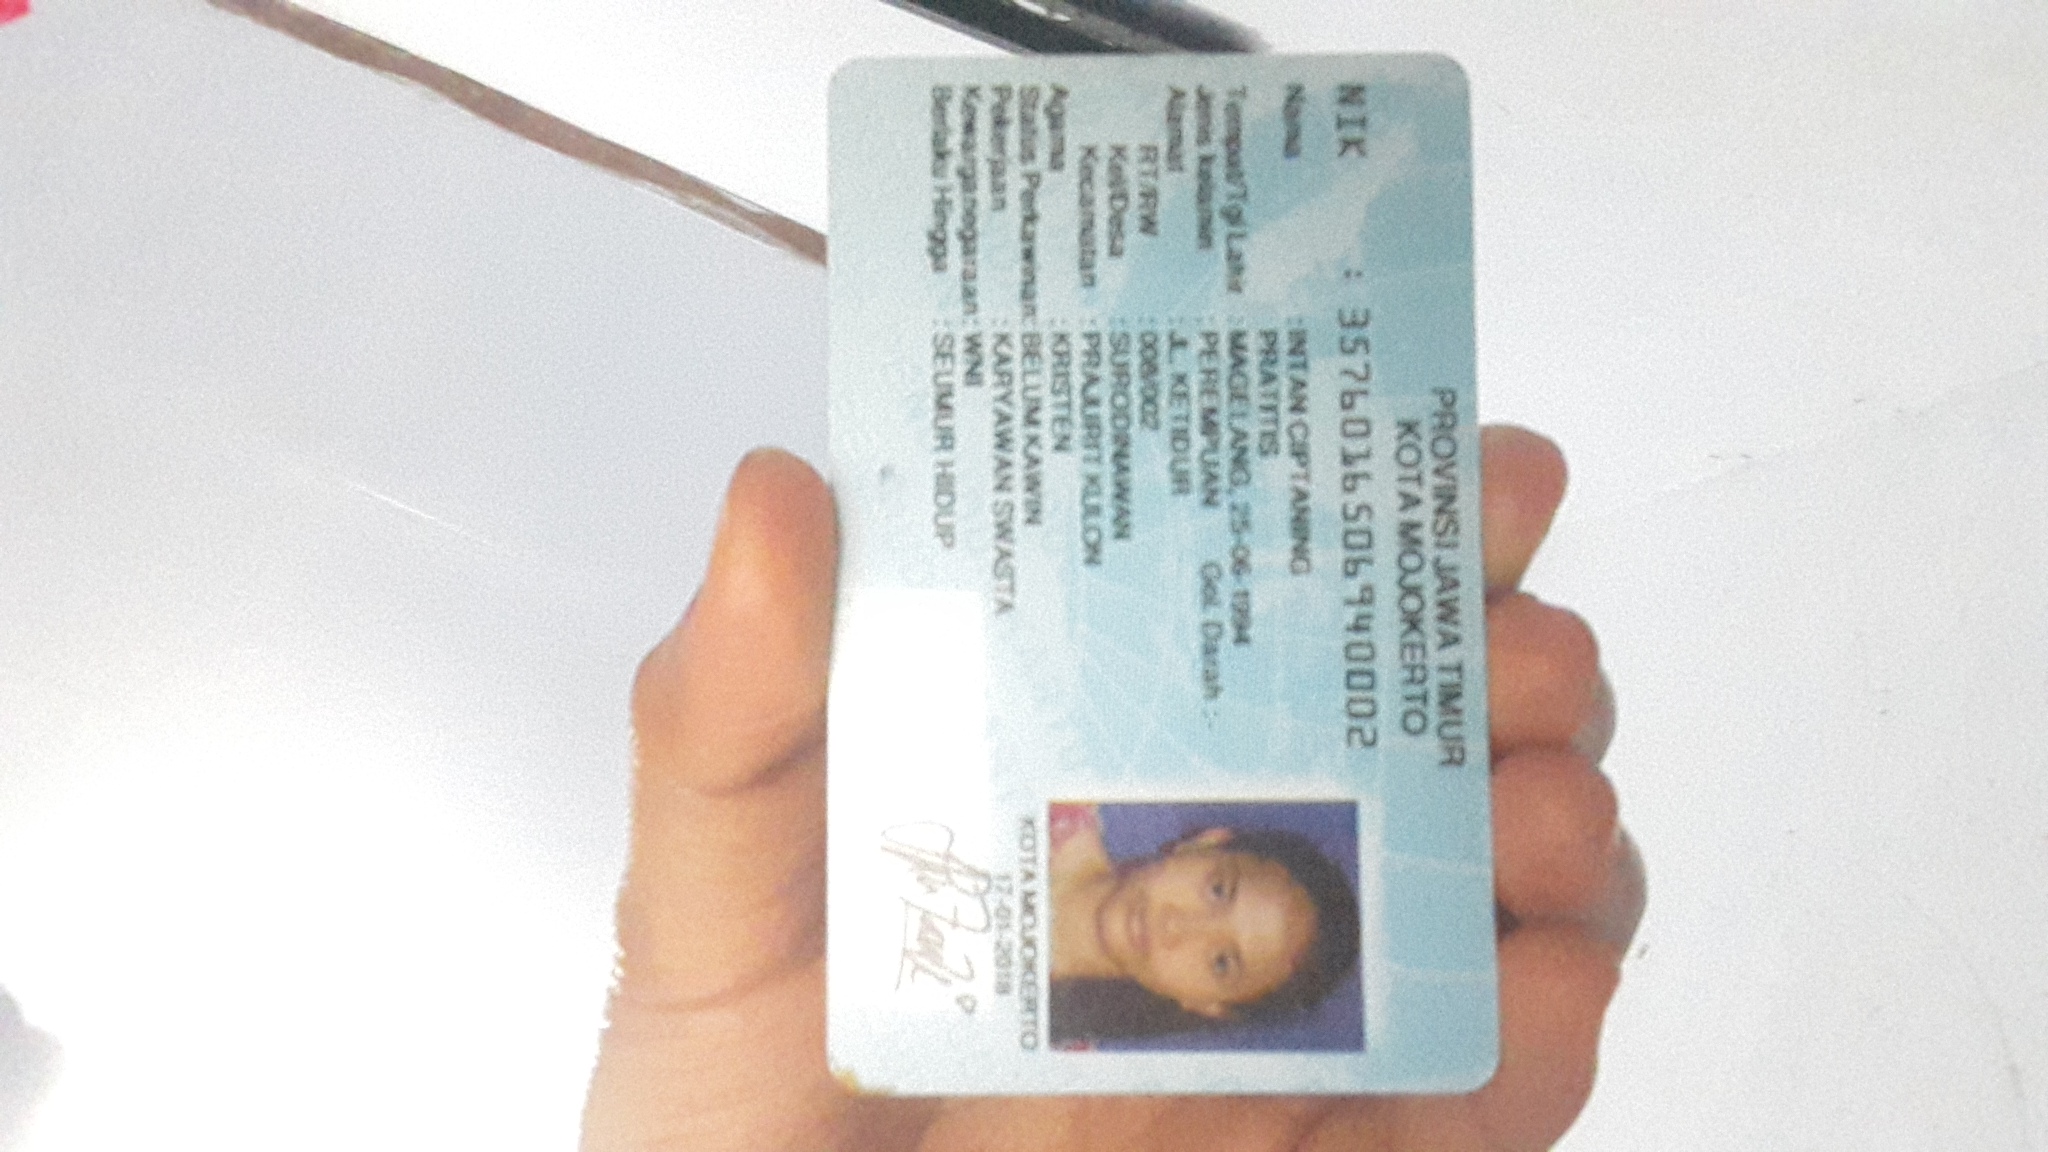 PROVINSI JAWA TIMUR
KOTA MOJOKERTO
NIK : 3576016506940002
Nama : INTAN CIPTANING
PRATITIS
Tempat/Tgl Lahir : MAGELANG, 25-06-1994
Jenis kelamin : PEREMPUAN Gol. Darah :-
Alamat : JL. KETIDUR
RT/RW : 008/002
Kel/Desa : SURODINAWAN
Kecamatan : PRAJURIT KULON
Agama : KRISTEN
Status Perkawinan: BELUM KAWIN
Pekerjaan : KARYAWAN SWASTA
Kewarganegaraan: WNI
Berlaku Hingga : SEUMUR HIDUP
KOTA MOJOKERTO
17-01-2018